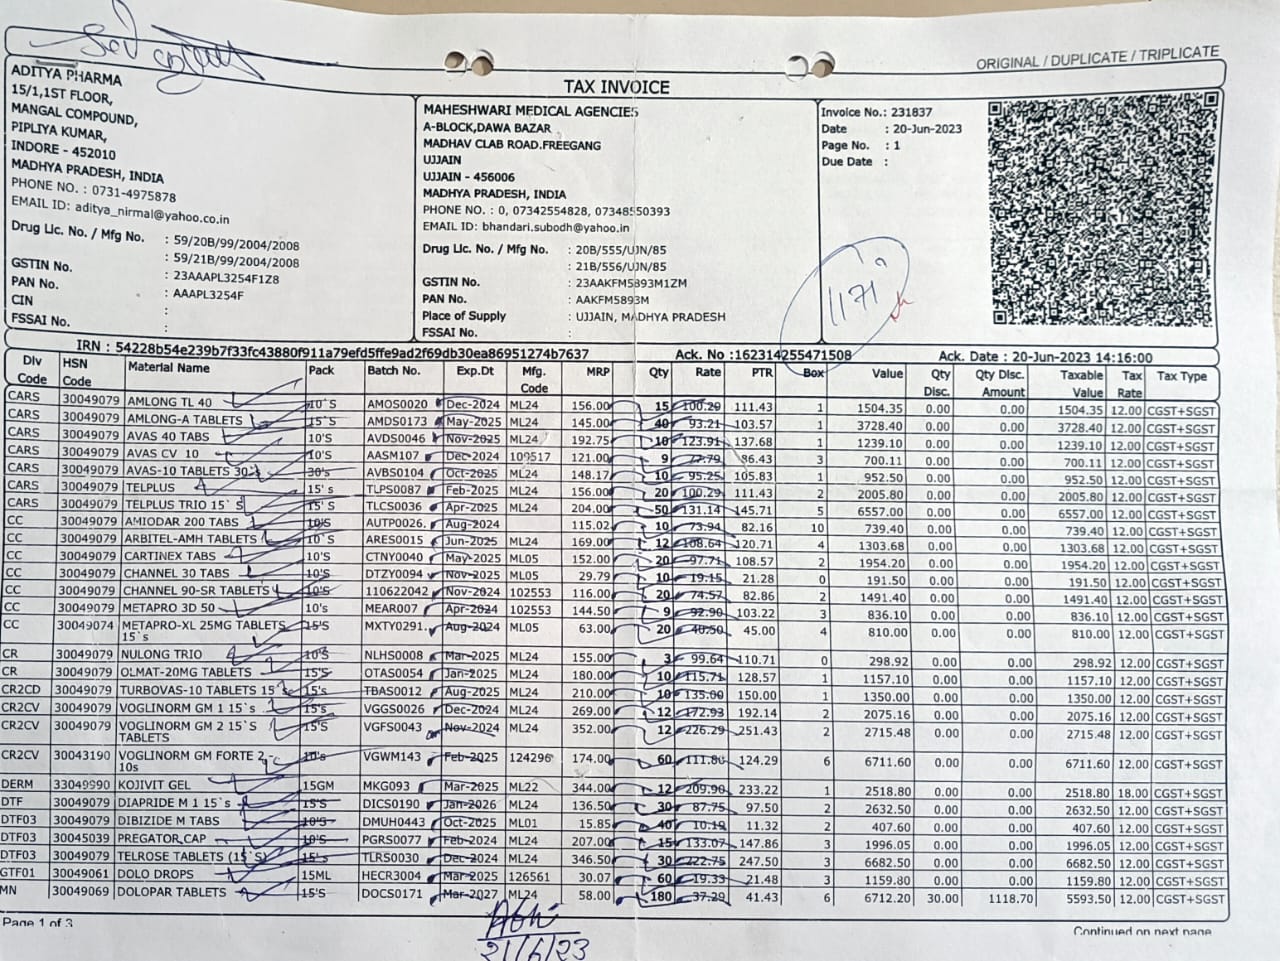 ORIGINAL / DUPLICATE / TRIPLICATE
TAX INVOICE
ADITYA PHARMA
15/1,1ST FLOOR,
MANGAL COMPOUND,
PIPLIYA KUMAR,
INDORE - 452010
MADHYA PRADESH, INDIA
PHONE NO. : 0731-4975878
EMAIL ID: aditya_nirmal@yahoo.co.in
Drug Lic. No. / Mfg No. : 59/20B/99/2004/2008
: 59/21B/99/2004/2008
GSTIN No. : 23AAAPL3254F1Z8
PAN No. : AAAPL3254F
CIN :
FSSAI No. :
MAHESHWARI MEDICAL AGENCIES
A-BLOCK,DAWA BAZAR
MADHAV CLAB ROAD.FREEGANG
UJJAIN
UJJAIN - 456006
MADHYA PRADESH, INDIA
PHONE NO. : 0, 07342554828, 07348550393
EMAIL ID: bhandari.subodh@yahoo.in
Drug Lic. No. / Mfg No. : 20B/555/UJN/85
: 21B/556/UJN/85
GSTIN No. : 23AAKFM5893M1ZM
PAN No. : AAKFM5893M
Place of Supply : UJJAIN, MADHYA PRADESH
FSSAI No. :
Invoice No.: 231837
Date : 20-Jun-2023
Page No. : 1
Due Date :
1171
IRN : 54228b54e239b7f33fc43880f911a79efd5ffe9ad2f69db30ea86951274b7637 Ack. No :162314255471508 Ack. Date : 20-Jun-2023 14:16:00
Div Code HSN Code Material Name Pack Batch No. Exp.Dt Mfg. Code MRP Qty Rate PTR Box Value Qty Disc. Qty Disc. Amount Taxable Value Tax Rate Tax Type
CARS 30049079 AMLONG TL 40 10'S AMOS0020 Dec-2024 ML24 156.00 15 100.29 111.43 1 1504.35 0.00 0.00 1504.35 12.00 CGST+SGST
CARS 30049079 AMLONG-A TABLETS 15'S AMDS0173 May-2025 ML24 145.00 40 93.21 103.57 1 3728.40 0.00 0.00 3728.40 12.00 CGST+SGST
CARS 30049079 AVAS 40 TABS 10'S AVDS0046 Nov-2025 ML24 192.75 10 123.91 137.68 1 1239.10 0.00 0.00 1239.10 12.00 CGST+SGST
CARS 30049079 AVAS CV 10 10's AASM107 Dec-2024 109517 121.00 9 77.79 86.43 3 700.11 0.00 0.00 700.11 12.00 CGST+SGST
CARS 30049079 AVAS-10 TABLETS 30's 30's AVBS0104 Oct-2025 ML24 148.17 10 95.25 105.83 1 952.50 0.00 0.00 952.50 12.00 CGST+SGST
CARS 30049079 TELPLUS 15's TLPS0087 Feb-2025 ML24 156.00 20 100.29 111.43 2 2005.80 0.00 0.00 2005.80 12.00 CGST+SGST
CARS 30049079 TELPLUS TRIO 15`S 15's TLCS0036 Apr-2025 ML24 204.00 50 131.14 145.71 5 6557.00 0.00 0.00 6557.00 12.00 CGST+SGST
CC 30049079 AMIODAR 200 TABS 10'S AUTP0026. Aug-2024 115.02 10 73.94 82.16 10 739.40 0.00 0.00 739.40 12.00 CGST+SGST
CC 30049079 ARBITEL-AMH TABLETS 10'S ARES0015 Jun-2025 ML24 169.00 12 108.64 120.71 4 1303.68 0.00 0.00 1303.68 12.00 CGST+SGST
CC 30049079 CARTINEX TABS 10'S CTNY0040 May-2025 ML05 152.00 20 97.71 108.57 2 1954.20 0.00 0.00 1954.20 12.00 CGST+SGST
CC 30049079 CHANNEL 30 TABS 10'S DTZY0094 Nov-2025 ML05 29.79 10 19.15 21.28 0 191.50 0.00 0.00 191.50 12.00 CGST+SGST
CC 30049079 CHANNEL 90-SR TABLETS 10'S 110622042 Nov-2024 102553 116.00 20 74.57 82.86 2 1491.40 0.00 0.00 1491.40 12.00 CGST+SGST
CC 30049079 METAPRO 3D 50 10's MEAR007 Apr-2024 102553 144.50 9 92.90 103.22 3 836.10 0.00 0.00 836.10 12.00 CGST+SGST
CC 30049074 METAPRO-XL 25MG TABLETS 15'S MXTY0291. Aug-2024 ML05 63.00 20 40.50 45.00 4 810.00 0.00 0.00 810.00 12.00 CGST+SGST
15`s
CR 30049079 NULONG TRIO 10'S NLHS0008 Mar-2025 ML24 155.00 3 99.64 110.71 0 298.92 0.00 0.00 298.92 12.00 CGST+SGST
CR 30049079 OLMAT-20MG TABLETS 15'S OTAS0054 Jan-2025 ML24 180.00 10 115.71 128.57 1 1157.10 0.00 0.00 1157.10 12.00 CGST+SGST
CR2CD 30049079 TURBOVAS-10 TABLETS 15`s 15's TBAS0012 Aug-2025 ML24 210.00 10 135.00 150.00 1 1350.00 0.00 0.00 1350.00 12.00 CGST+SGST
CR2CV 30049079 VOGLINORM GM 1 15`S 15's VGGS0026 Dec-2024 ML24 269.00 12 172.93 192.14 2 2075.16 0.00 0.00 2075.16 12.00 CGST+SGST
CR2CV 30049079 VOGLINORM GM 2 15`S 15'S VGFS0043 Nov-2024 ML24 352.00 12 226.29 251.43 2 2715.48 0.00 0.00 2715.48 12.00 CGST+SGST
TABLETS
CR2CV 30043190 VOGLINORM GM FORTE 2 10's VGWM143 Feb-2025 124296 174.00 60 111.86 124.29 6 6711.60 0.00 0.00 6711.60 12.00 CGST+SGST
10s
DERM 33049990 KOJIVIT GEL 15GM MKG093 Mar-2025 ML22 344.00 12 209.90 233.22 1 2518.80 0.00 0.00 2518.80 18.00 CGST+SGST
DTF 30049079 DIAPRIDE M 1 15`s 15'S DICS0190 Jan-2026 ML24 136.50 30 87.75 97.50 2 2632.50 0.00 0.00 2632.50 12.00 CGST+SGST
DTF03 30049079 DIBIZIDE M TABS 10'S DMUH0443 Oct-2025 ML01 15.85 40 10.19 11.32 2 407.60 0.00 0.00 407.60 12.00 CGST+SGST
DTF03 30045039 PREGATOR CAP 10'S PGRS0077 Feb-2024 ML24 207.00 15 133.07 147.86 3 1996.05 0.00 0.00 1996.05 12.00 CGST+SGST
DTF03 30049079 TELROSE TABLETS (15`S) 15's TLRS0030 Dec-2024 ML24 346.50 30 222.75 247.50 3 6682.50 0.00 0.00 6682.50 12.00 CGST+SGST
GTF01 30049061 DOLO DROPS 15ML HECR3004 Mar-2025 126561 30.07 60 19.33 21.48 3 1159.80 0.00 0.00 1159.80 12.00 CGST+SGST
MN 30049069 DOLOPAR TABLETS 15'S DOCS0171 Mar-2027 ML24 58.00 180 37.29 41.43 6 6712.20 30.00 1118.70 5593.50 12.00 CGST+SGST
Page 1 of 3
Continued on next page
21/6/23